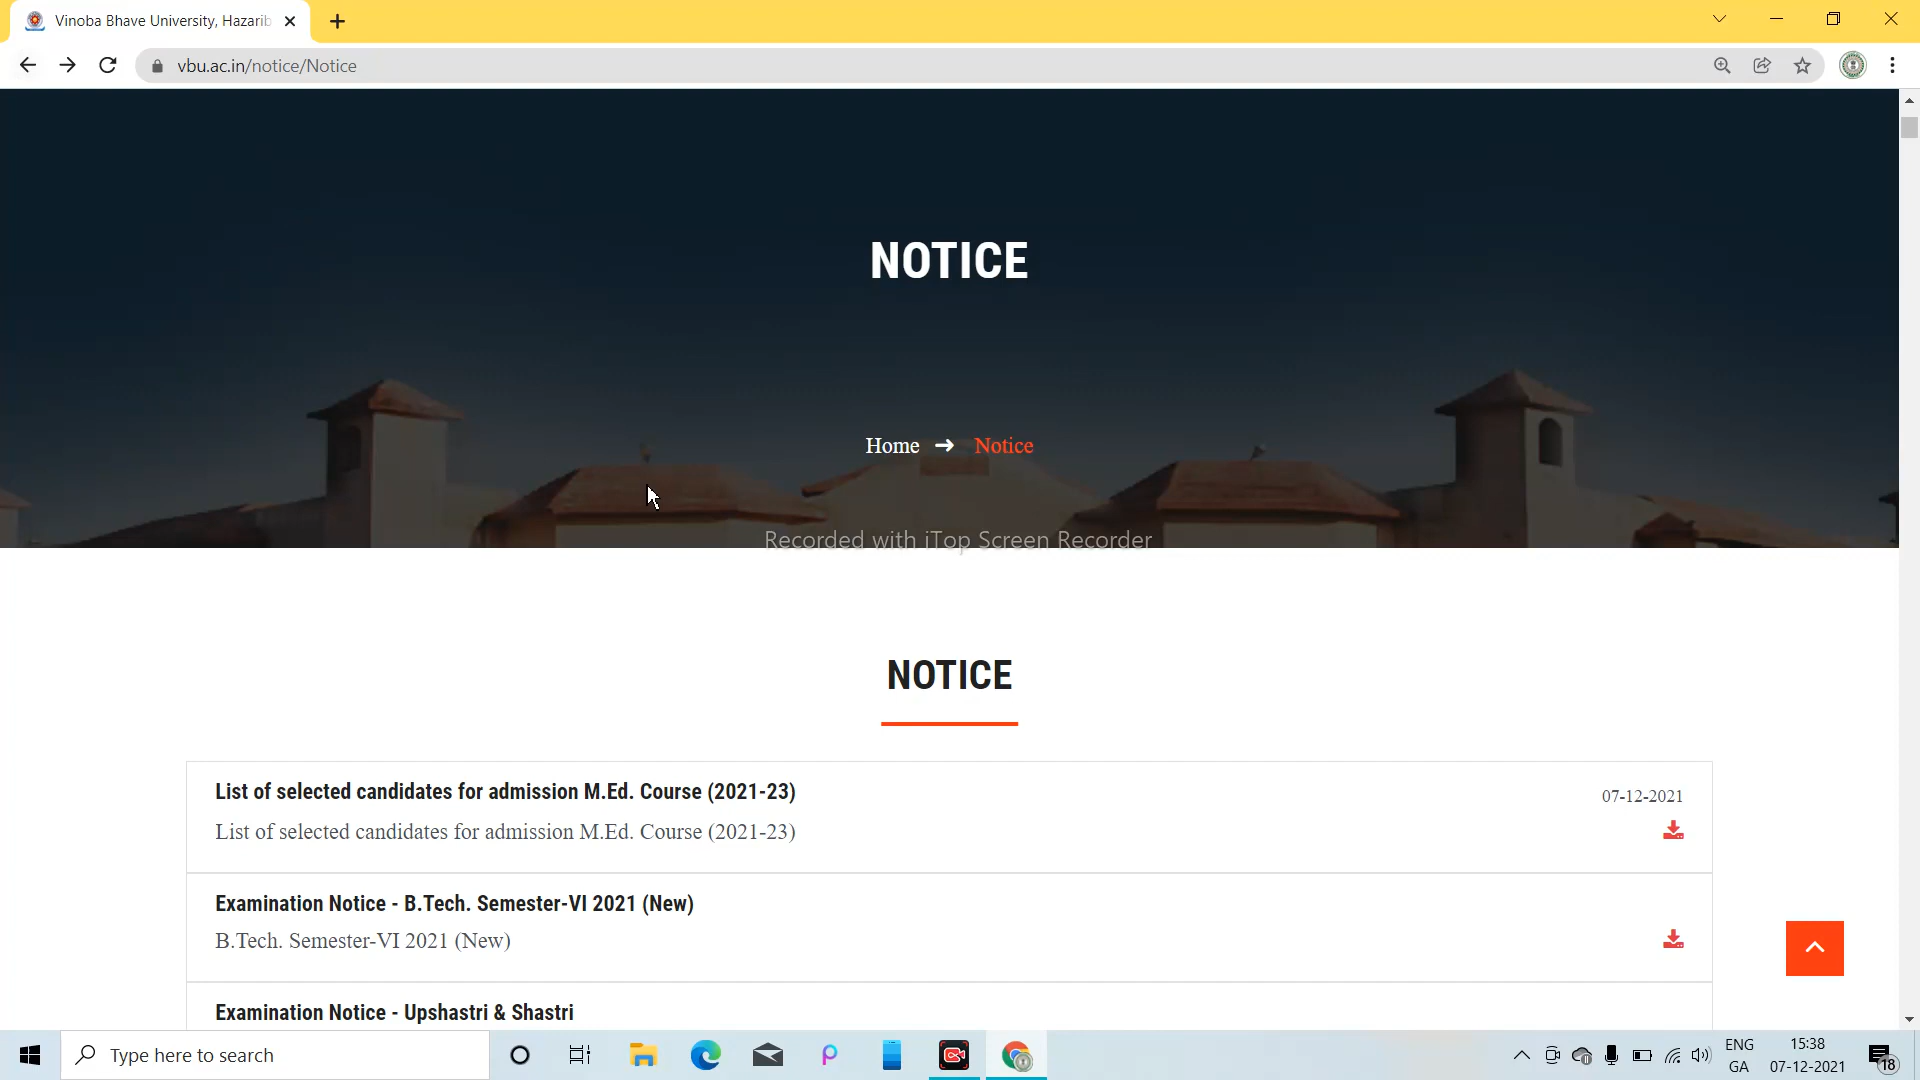 Vinoba Bhave University, Hazarib
vbu.ac.in/notice/Notice
NOTICE
Home → Notice
Recorded with iTop Screen Recorder
NOTICE
List of selected candidates for admission M.Ed. Course (2021-23)
07-12-2021
List of selected candidates for admission M.Ed. Course (2021-23)
Examination Notice - B.Tech. Semester-VI 2021 (New)
B.Tech. Semester-VI 2021 (New)
Examination Notice - Upshastri & Shastri
Type here to search
ENG
GA
15:38
07-12-2021
18